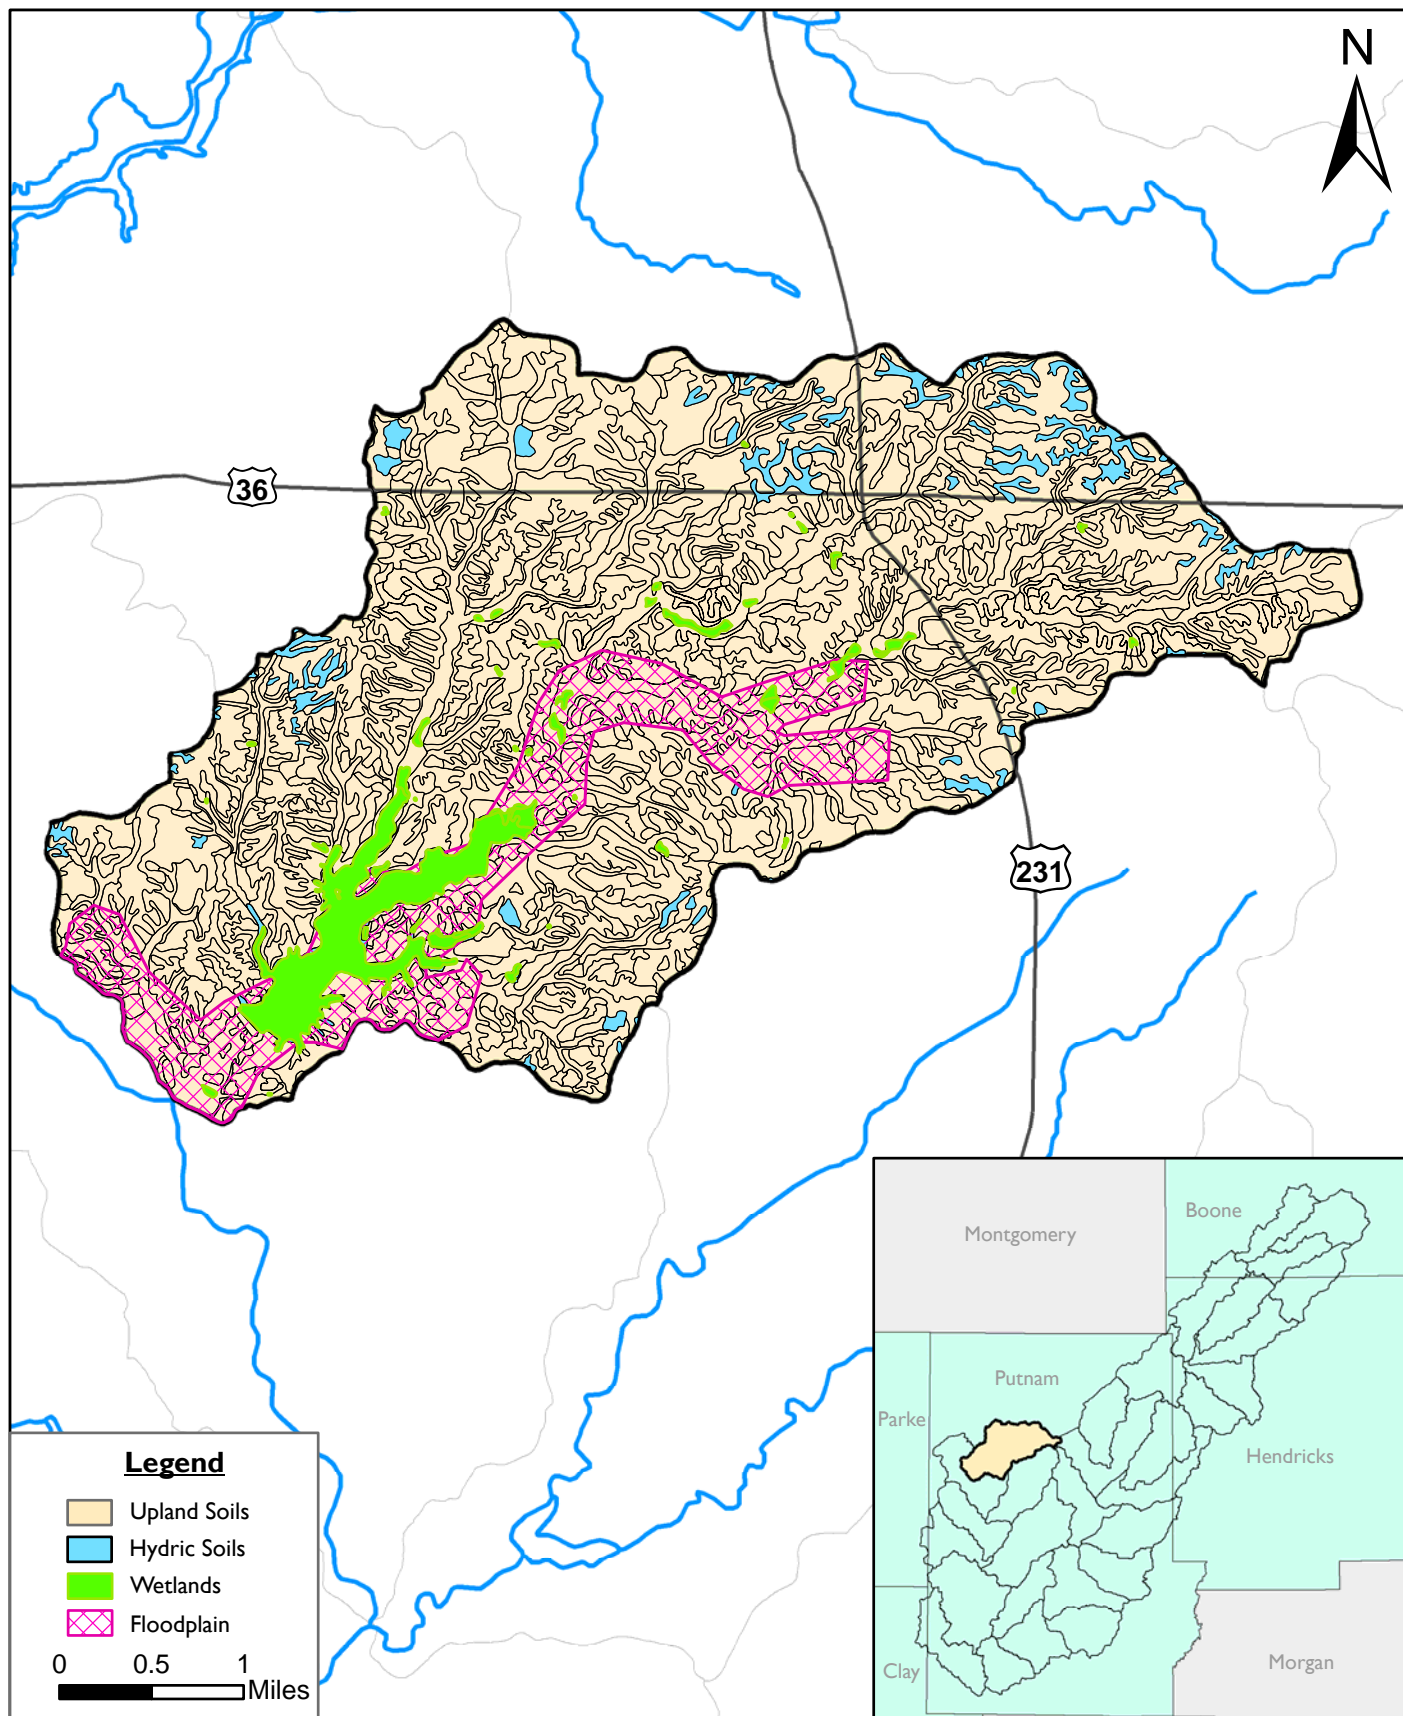 N
36
231
Montgomery
Boone
Putnam
Parke
Hendricks
Clay
Morgan
Legend
Upland Soils
Hydric Soils
Wetlands
Floodplain
0 0.5 1
Miles